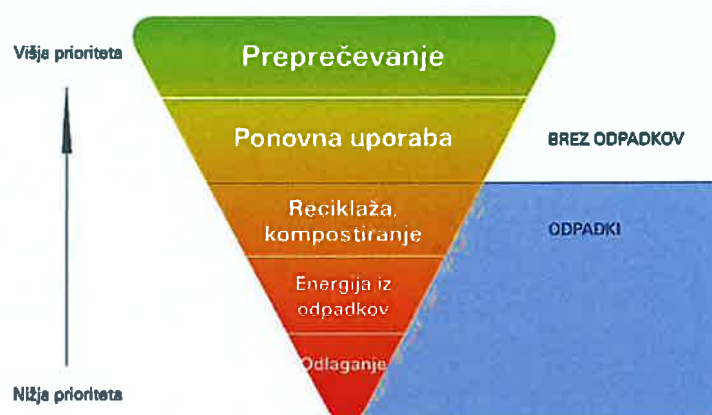 Višja prioriteta
Preprečevanje
Ponovna uporaba
BREZ ODPADKOV
Reciklaža,
kompostiranje
ODPADKI
Energija iz
odpadkov
Odlaganje
Nižja prioriteta